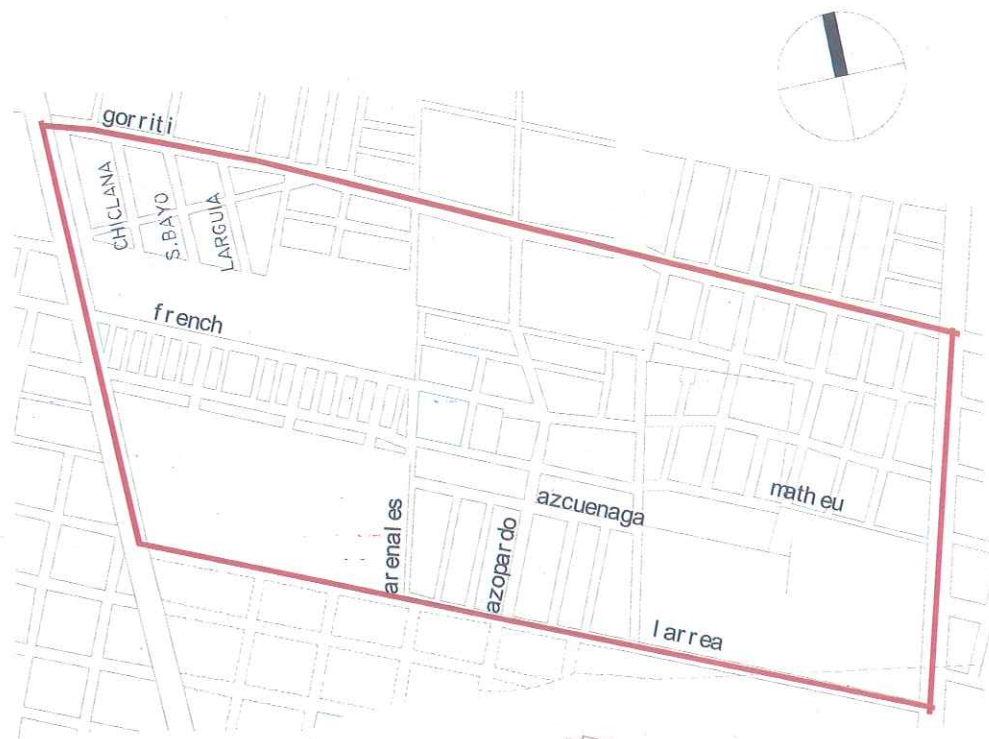 gorriti
CHICLANA
S. BAYO
LARGUIA
french
arenales
azopardo
azcuenaga
matheu
larrea